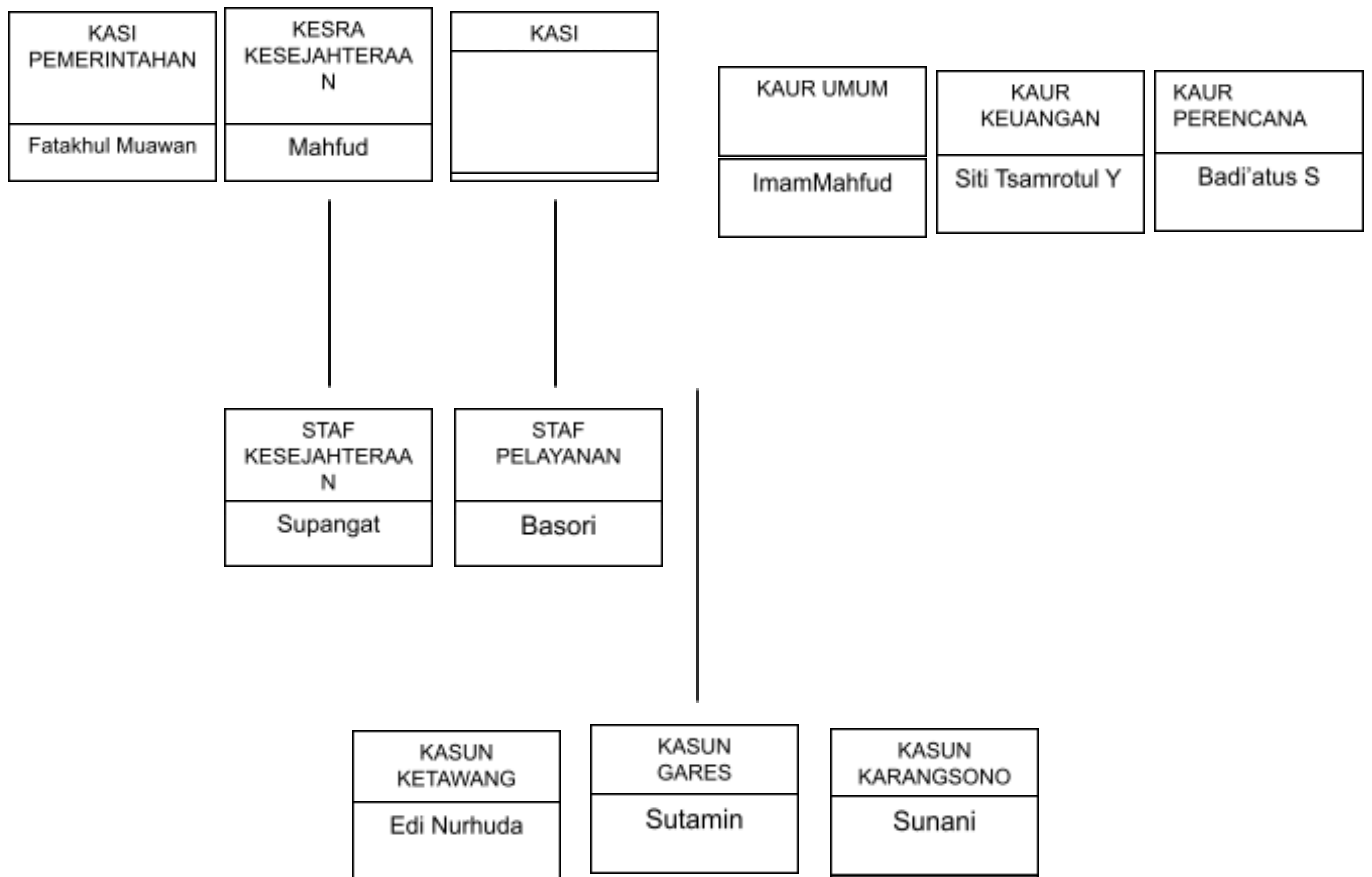 KASI
PEMERINTAHAN
Fatakhul Muawan
KESRA
KESEJAHTERAA
N
Mahfud
KASI
KAUR UMUM
ImamMahfud
KAUR
KEUANGAN
Siti Tsamrotul Y
KAUR
PERENCANA
Badi’atus S
STAF
KESEJAHTERAA
N
Supangat
STAF
PELAYANAN
Basori
KASUN
KETAWANG
Edi Nurhuda
KASUN
GARES
Sutamin
KASUN
KARANGSONO
Sunani